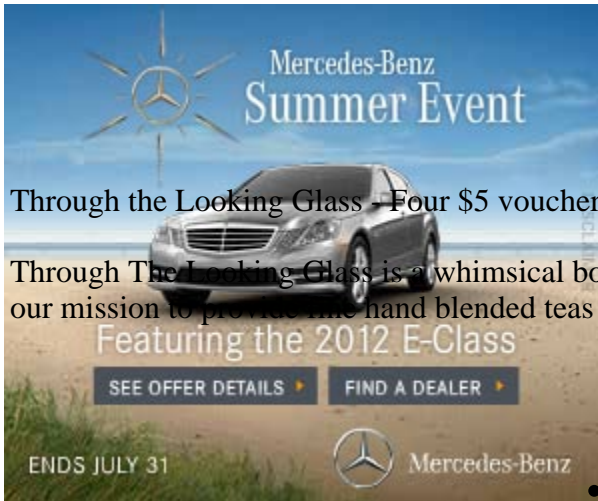 Mercedes-Benz
Summer Event
Through the Looking Glass - Four $5 voucher
Through The Looking Glass is a whimsical bo
our mission to provide fine hand blended teas
Featuring the 2012 E-Class
SEE OFFER DETAILS
FIND A DEALER
ENDS JULY 31
Mercedes-Benz